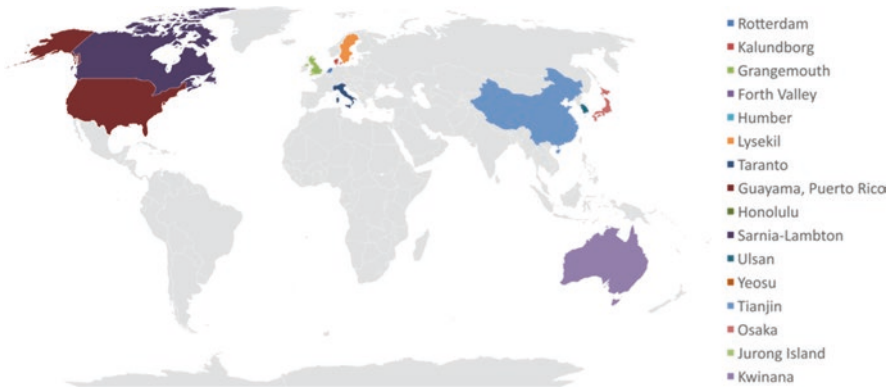 Rotterdam
Kalundborg
Grangemouth
Forth Valley
Humber
Lysekil
Taranto
Guayama, Puerto Rico
Honolulu
Sarnia-Lambton
Ulsan
Yeosu
Tianjin
Osaka
Jurong Island
Kwinana